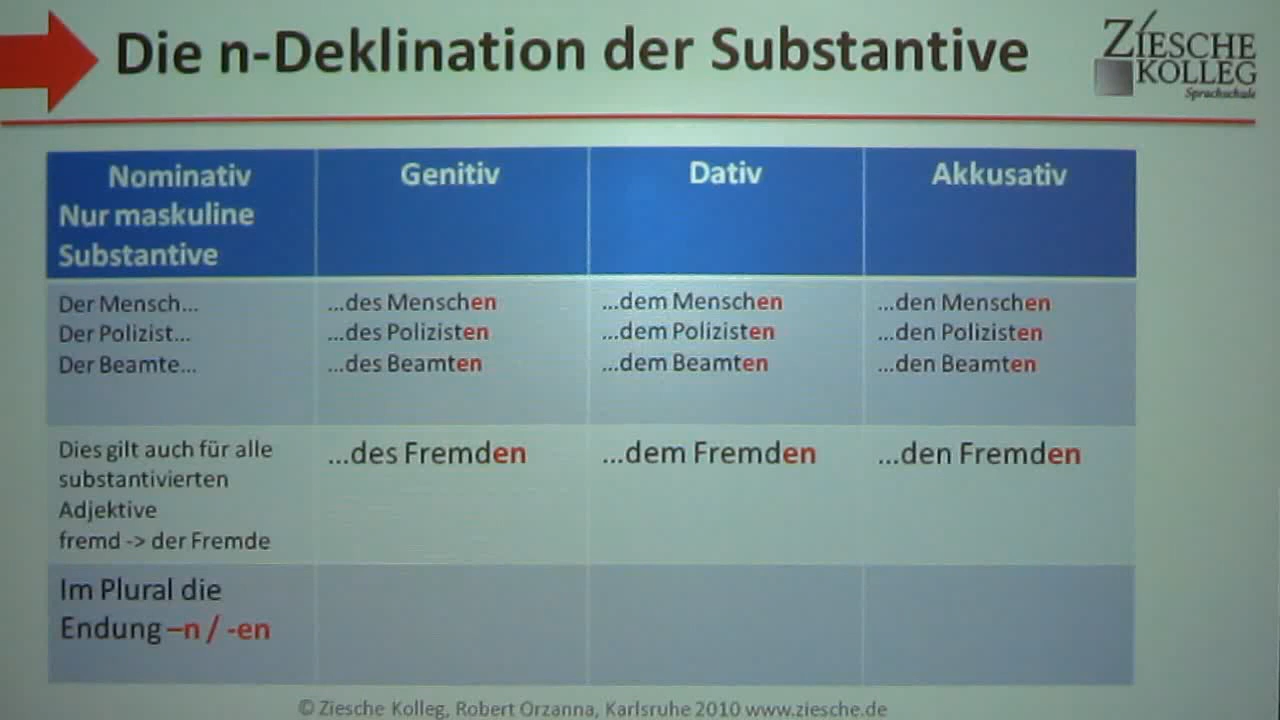 Die n-Deklination der Substantive
ZIESCHE
KOLLEG
Sprachschule
Nominativ
Nur maskuline
Substantive
Genitiv
Dativ
Akkusativ
Der Mensch...
Der Polizist...
Der Beamte...
...des Menschen
...des Polizisten
...des Beamten
...dem Menschen
...dem Polizisten
...dem Beamten
...den Menschen
...den Polizisten
...den Beamten
Dies gilt auch für alle
substantivierten
Adjektive
fremd -> der Fremde
...des Fremden
...dem Fremden
...den Fremden
Im Plural die
Endung –n / -en
© Ziesche Kolleg, Robert Orzanna, Karlsruhe 2010 www.ziesche.de